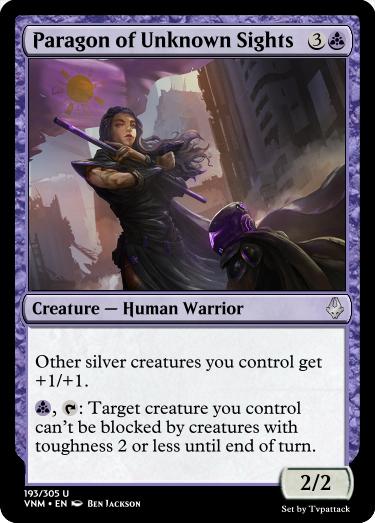 Paragon of Unknown Sights 3
Creature — Human Warrior
Other silver creatures you control get
+1/+1.
, : Target creature you control
can't be blocked by creatures with
toughness 2 or less until end of turn.
2/2
193/305 U
VNM • EN Ben Jackson
Set by Tvpattack